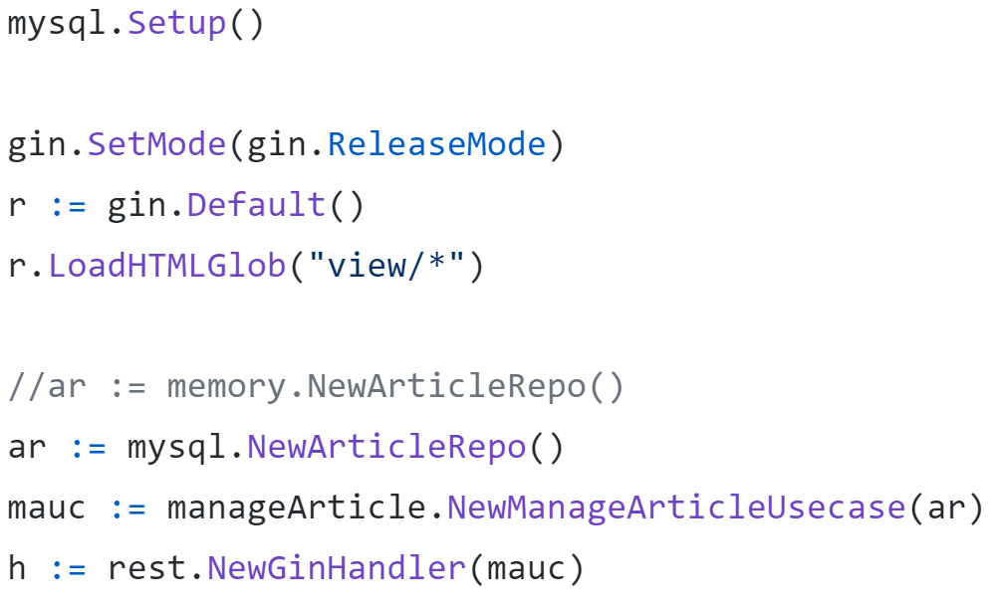 mysql.Setup()
gin.SetMode(gin.ReleaseMode)
r := gin.Default()
r.LoadHTMLGlob("view/*")
//ar := memory.NewArticleRepo()
ar := mysql.NewArticleRepo()
mauc := manageArticle.NewManageArticleUsecase(ar)
h := rest.NewGinHandler(mauc)